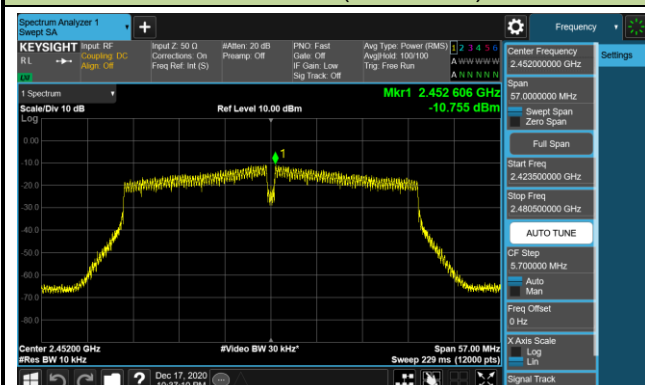 Spectrum Analyzer 1
Swept SA
+
Frequency
KEYSIGHT
RL
LW
Input: RF
Coupling: DC
Align: Off
Input Z: 50 Ω
Corrections: On
Freq Ref: Int (S)
#Atten: 20 dB
Preamp: Off
PNO: Fast
Gate: Off
IF Gain: Low
Sig Track: Off
Avg Type: Power (RMS)
Avg|Hold: 100/100
Trig: Free Run
1 2 3 4 5 6
A W W W W W
A N N N N N
Settings
1 Spectrum
Scale/Div 10 dB
Log
Ref Level 10.00 dBm
Mkr1 2.452 606 GHz
-10.755 dBm
1
0.00
-10.0
-20.0
-30.0
-40.0
-50.0
-60.0
-70.0
-80.0
Center 2.45200 GHz
#Res BW 10 kHz
#Video BW 30 kHz*
Span 57.00 MHz
Sweep 229 ms (12000 pts)
Center Frequency
2.452000000 GHz
Span
57.0000000 MHz
Swept Span
Zero Span
Full Span
Start Freq
2.423500000 GHz
Stop Freq
2.480500000 GHz
AUTO TUNE
CF Step
5.700000 MHz
Auto
Man
Freq Offset
0 Hz
X Axis Scale
Log
Lin
Signal Track
?
Dec 17, 2020